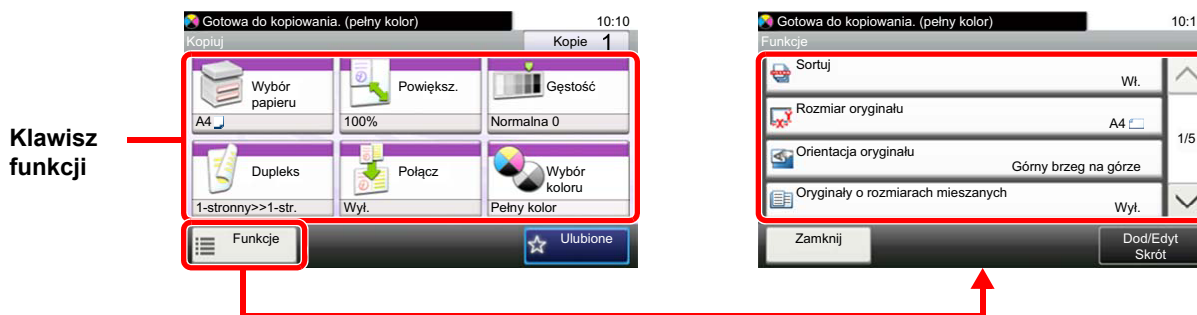 Klawisz
funkcji
Gotowa do kopiowania. (pełny kolor)
10:10
Kopiuj
Kopie 1
Wybór
papieru
A4
Powiększ.
100%
Gęstość
Normalna 0
Dupleks
1-stronny>>1-str.
Połącz
Wył.
Wybór
koloru
Pełny kolor
Funkcje
Ulubione
Gotowa do kopiowania. (pełny kolor)
10:1
Funkcje
Sortuj
Wł.
Rozmiar oryginału
A4
Orientacja oryginału
Górny brzeg na górze
Oryginały o rozmiarach mieszanych
Wył.
1/5
Zamknij
Dod/Edyt
Skrót